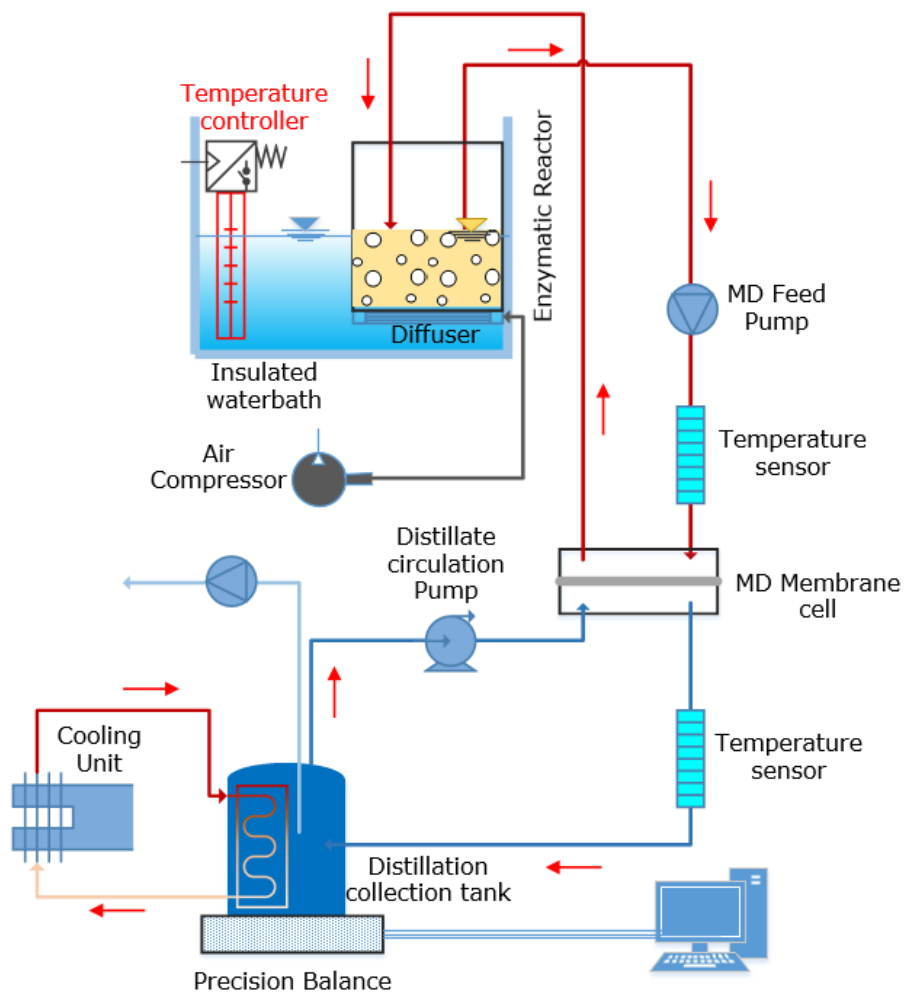 Temperature
controller
Enzymatic Reactor
Diffuser
MD Feed
Pump
Insulated
waterbath
Temperature
sensor
Air
Compressor
Distillate
circulation
Pump
MD Membrane
cell
Cooling
Unit
Temperature
sensor
Distillation
collection tank
Precision Balance